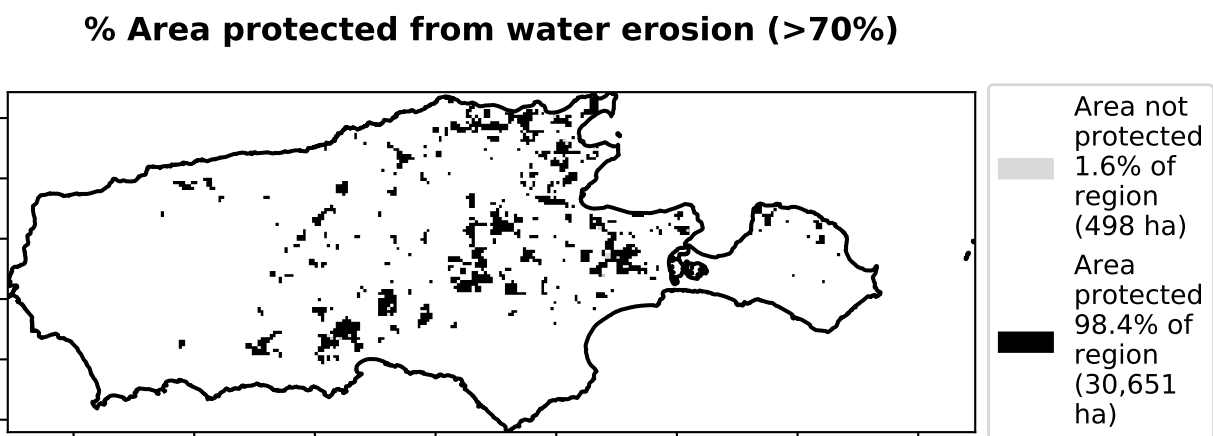 % Area protected from water erosion (>70%)
Area not
protected
1.6% of
region
(498 ha)
Area
protected
98.4% of
region
(30,651
ha)